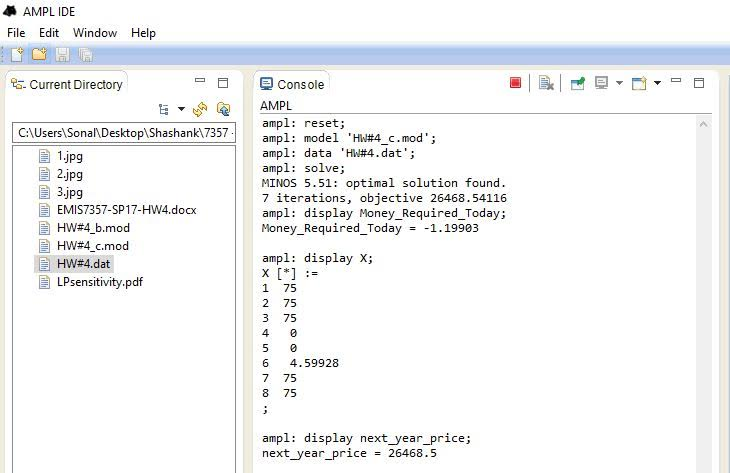 AMPL IDE
File Edit Window Help
Current Directory
C:\Users\Sonal\Desktop\Shashank\7357 -
1.jpg
2.jpg
3.jpg
EMIS7357-SP17-HW4.docx
HW#4_b.mod
HW#4_c.mod
HW#4.dat
LPsensitivity.pdf
Console
AMPL
ampl: reset;
ampl: model 'HW#4_c.mod';
ampl: data 'HW#4.dat';
ampl: solve;
MINOS 5.51: optimal solution found.
7 iterations, objective 26468.54116
ampl: display Money_Required_Today;
Money_Required_Today = -1.19903
ampl: display X;
X [*] :=
1 75
2 75
3 75
4 0
5 0
6 4.59928
7 75
8 75
;
ampl: display next_year_price;
next_year_price = 26468.5